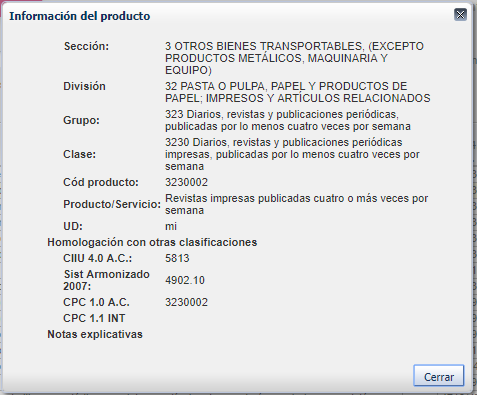 Información del producto
Sección: 3 OTROS BIENES TRANSPORTABLES, (EXCEPTO
PRODUCTOS METÁLICOS, MAQUINARIA Y
EQUIPO)
División 32 PASTA O PULPA, PAPEL Y PRODUCTOS DE
PAPEL; IMPRESOS Y ARTÍCULOS RELACIONADOS
Grupo: 323 Diarios, revistas y publicaciones periódicas,
publicadas por lo menos cuatro veces por semana
Clase: 3230 Diarios, revistas y publicaciones periódicas
impresas, publicadas por lo menos cuatro veces por
semana
Cód producto: 3230002
Producto/Servicio: Revistas impresas publicadas cuatro o más veces por
semana
UD: mi
Homologación con otras clasificaciones
CIIU 4.0 A.C.: 5813
Sist Armonizado
2007: 4902.10
CPC 1.0 A.C. 3230002
CPC 1.1 INT
Notas explicativas
Cerrar